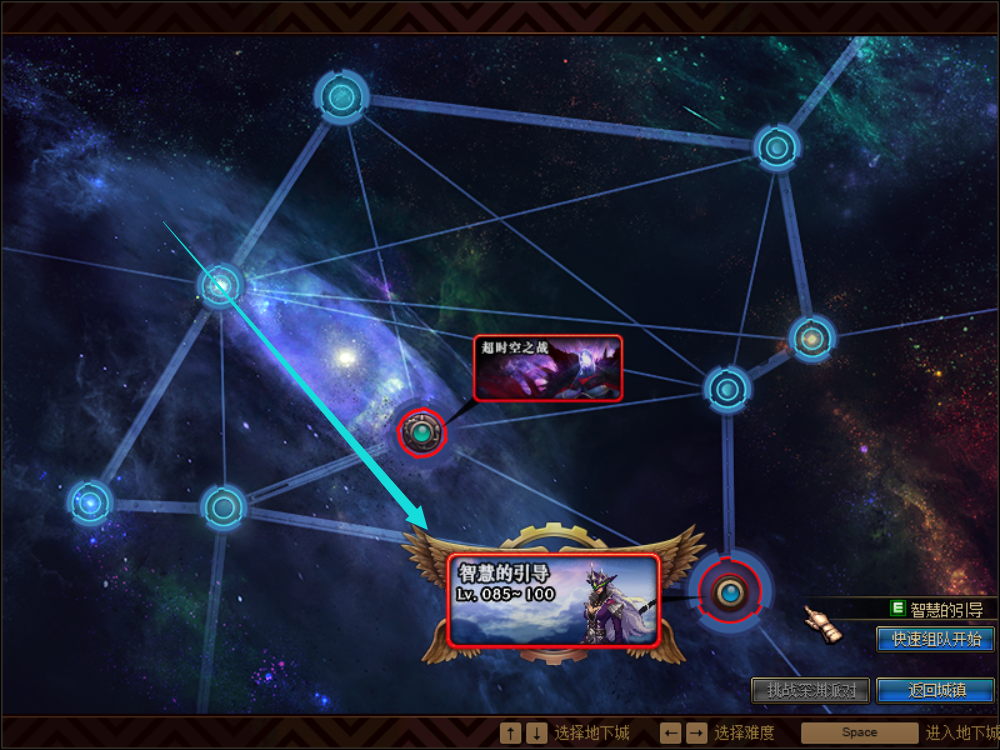 超时空之战
智慧的引导
Lv. 085~100
E 智慧的引导
快速组队开始
挑战深渊派对
返回城镇
↑ ↓ 选择地下城 ← → 选择难度 Space 进入地下城